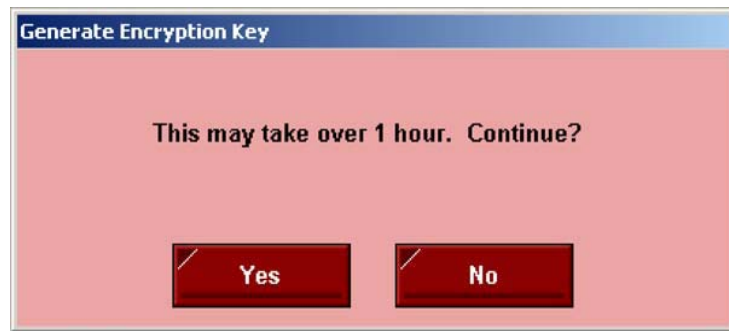 Generate Encryption Key
This may take over 1 hour.  Continue?
Yes
No